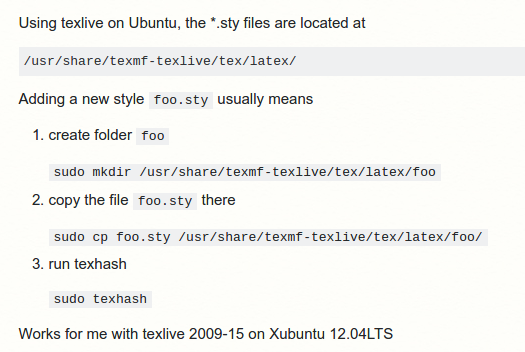 Using texlive on Ubuntu, the *.sty files are located at
/usr/share/texmf-texlive/tex/latex/
Adding a new style foo.sty usually means
1. create folder foo
sudo mkdir /usr/share/texmf-texlive/tex/latex/foo
2. copy the file foo.sty there
sudo cp foo.sty /usr/share/texmf-texlive/tex/latex/foo/
3. run texhash
sudo texhash
Works for me with texlive 2009-15 on Xubuntu 12.04LTS